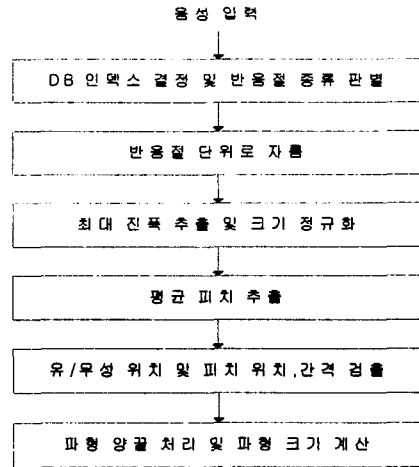 음성 입력
DB 인덱스 결정 및 반음절 종류 판별
반음절 단위로 자름
최대 진폭 추출 및 크기 정규화
평균 피치 추출
유/무성 위치 및 피치 위치,간격 검출
파형 양끝 처리 및 파형 크기 계산